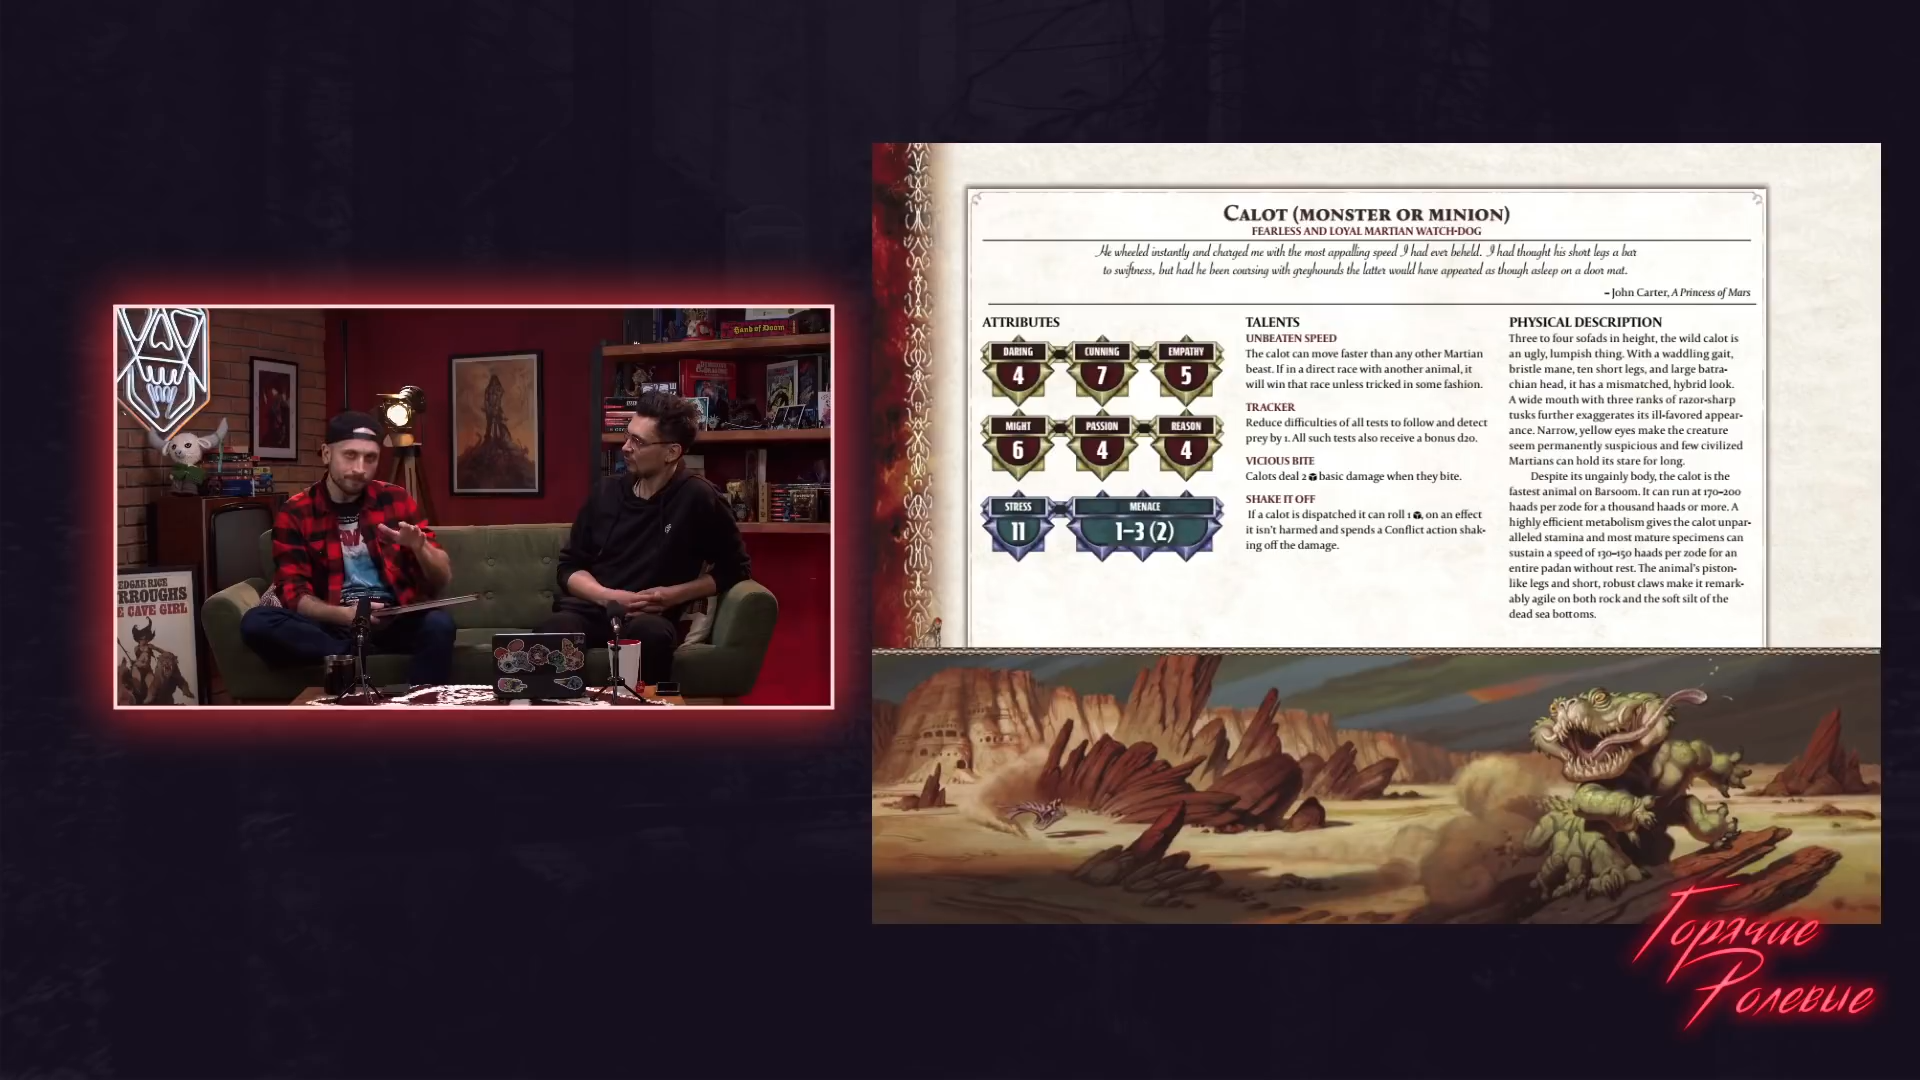 Hand of Doom
EDGAR RICE
RROUGHS
E CAVE GIRL
CALOT (MONSTER OR MINION)
FEARLESS AND LOYAL MARTIAN WATCH-DOG
He wheeled instantly and charged me with the most appalling speed I had ever beheld. I had thought his short legs a bar
to swiftness, but had he been coursing with greyhounds the latter would have appeared as though asleep on a door mat.
– John Carter, A Princess of Mars
ATTRIBUTES
DARING CUNNING EMPATHY
4 7 5
MIGHT PASSION REASON
6 4 4
STRESS MENACE
11 1–3 (2)
TALENTS
UNBEATEN SPEED
The calot can move faster than any other Martian
beast. If in a direct race with another animal, it
will win that race unless tricked in some fashion.
TRACKER
Reduce difficulties of all tests to follow and detect
prey by 1. All such tests also receive a bonus d20.
VICIOUS BITE
Calots deal 2 basic damage when they bite.
SHAKE IT OFF
If a calot is dispatched it can roll 1 , on an effect
it isn't harmed and spends a Conflict action shak-
ing off the damage.
PHYSICAL DESCRIPTION
Three to four sofads in height, the wild calot is
an ugly, lumpish thing. With a waddling gait,
bristle mane, ten short legs, and large batra-
chian head, it has a mismatched, hybrid look.
A wide mouth with three ranks of razor-sharp
tusks further exaggerates its ill-favored appear-
ance. Narrow, yellow eyes make the creature
seem permanently suspicious and few civilized
Martians can hold its stare for long.
Despite its ungainly body, the calot is the
fastest animal on Barsoom. It can run at 170–200
haads per zode for a thousand haads or more. A
highly efficient metabolism gives the calot unpar-
alleled stamina and most mature specimens can
sustain a speed of 130–150 haads per zode for an
entire padan without rest. The animal's piston-
like legs and short, robust claws make it remark-
ably agile on both rock and the soft silt of the
dead sea bottoms.
Горячие
Ролевые